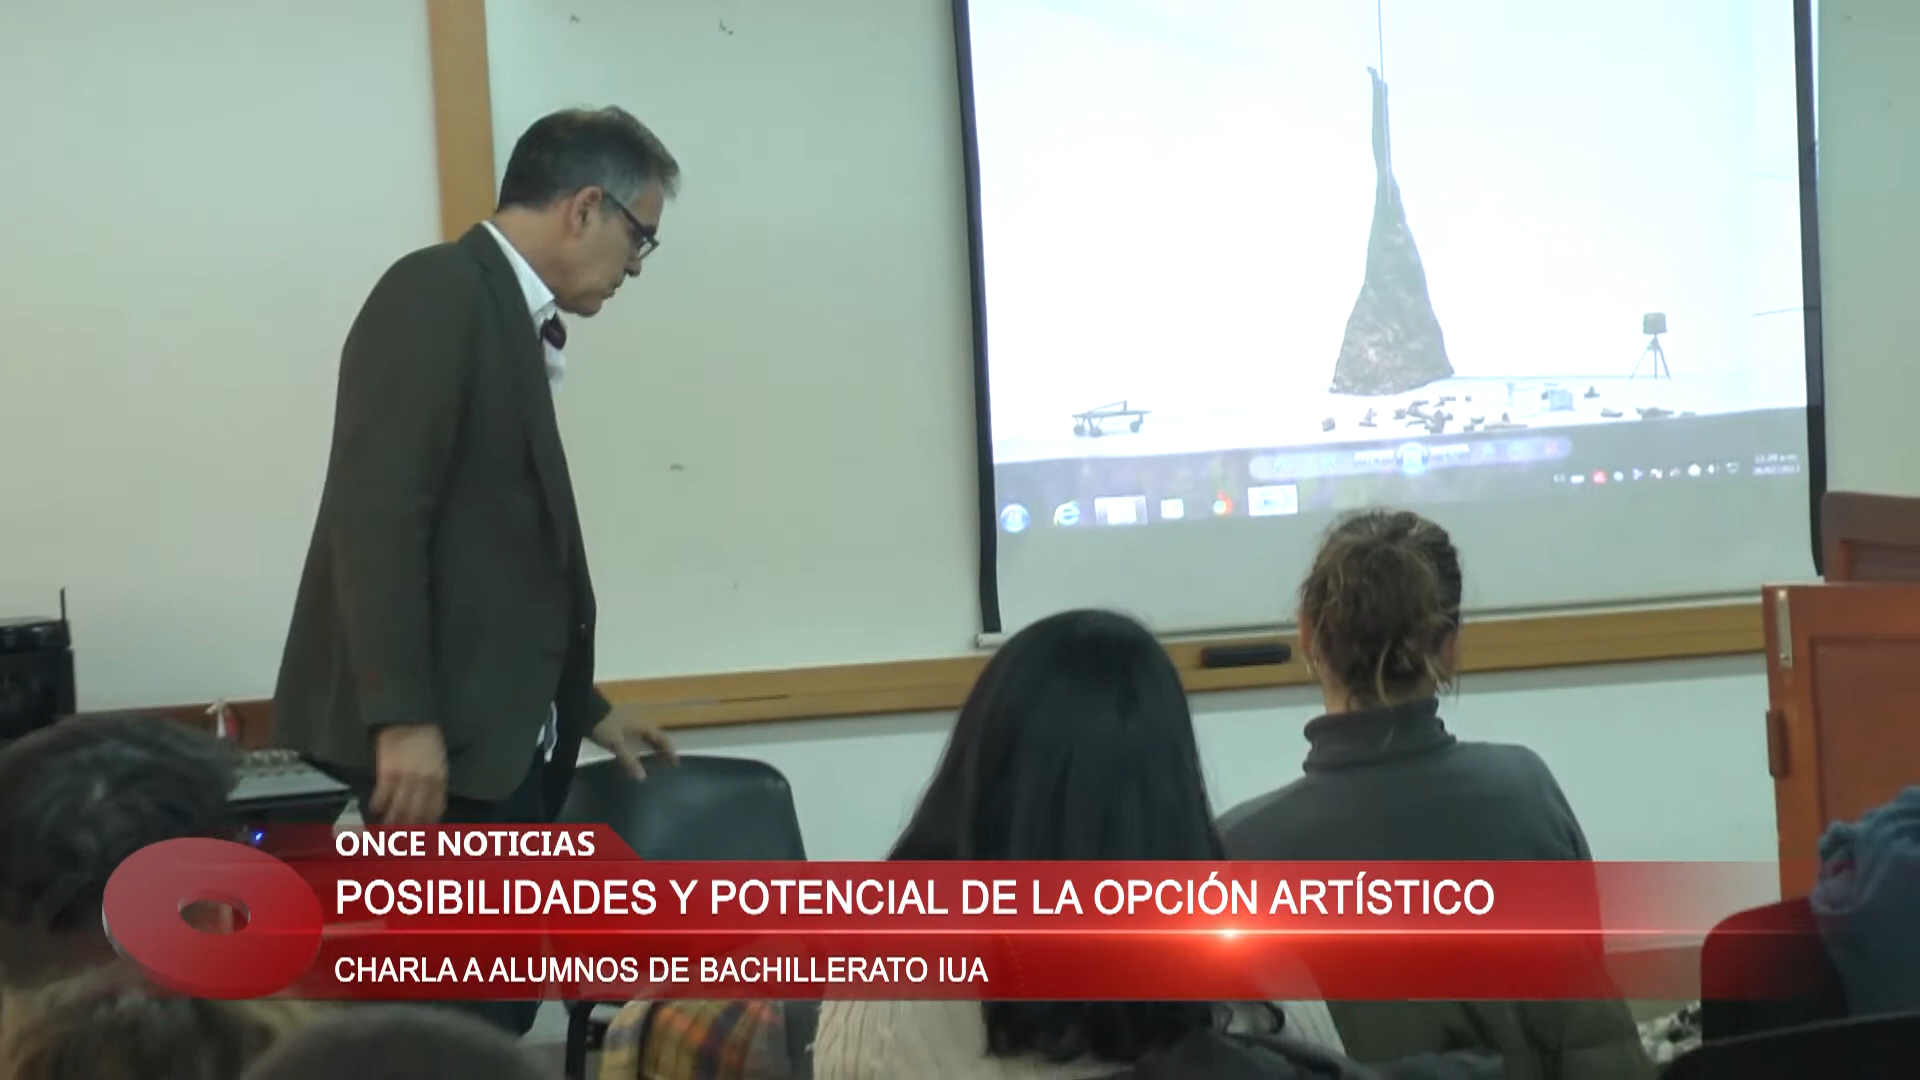 ONCE NOTICIAS
POSIBILIDADES Y POTENCIAL DE LA OPCIÓN ARTÍSTICO
CHARLA A ALUMNOS DE BACHILLERATO IUA